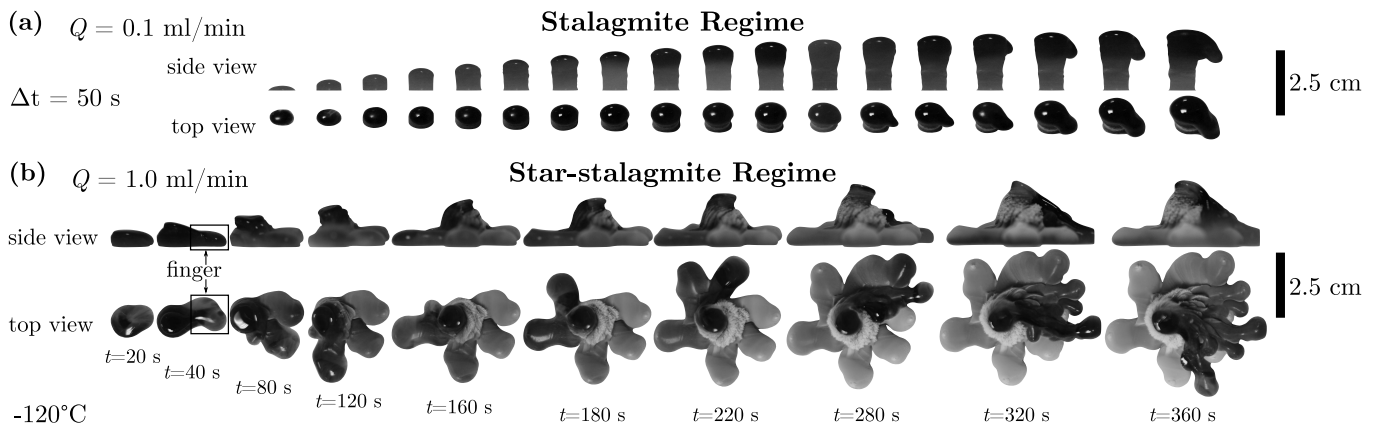 (a) Q = 0.1 ml/min Stalagmite Regime
side view
Δt = 50 s
2.5 cm
top view
(b) Q = 1.0 ml/min Star-stalagmite Regime
side view
finger
2.5 cm
top view
t=20 s
t=40 s
t=80 s
t=120 s
t=160 s
t=180 s
t=220 s
t=280 s
t=320 s
t=360 s
-120°C